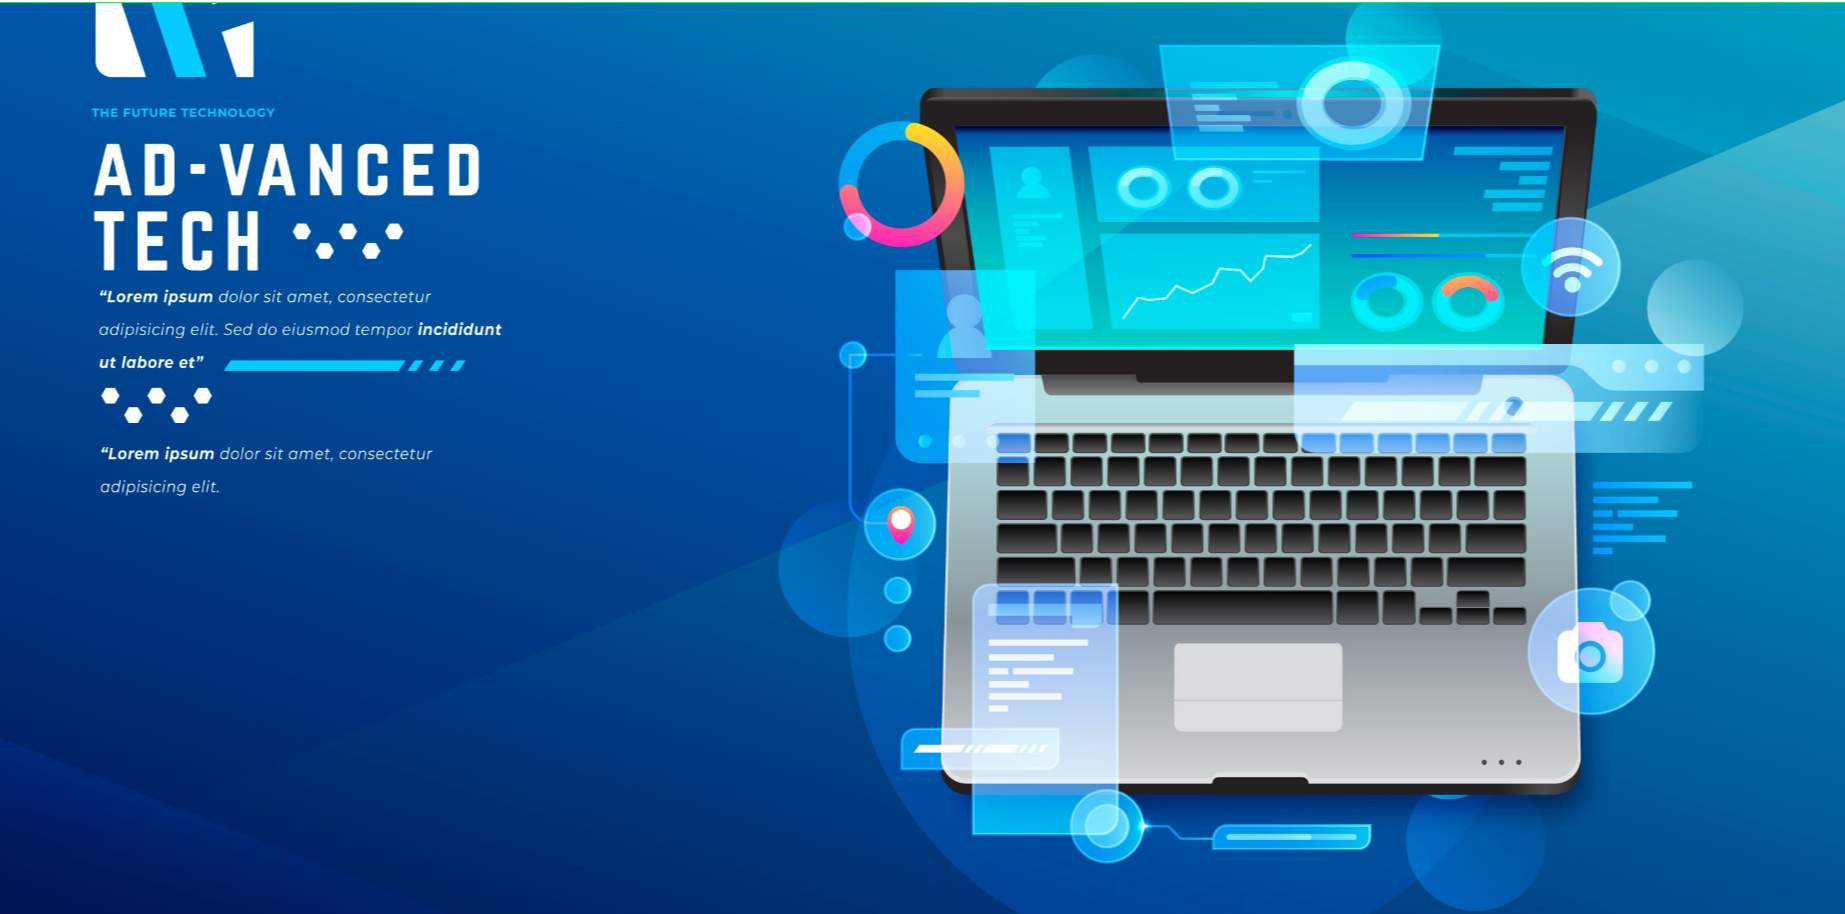 THE FUTURE TECHNOLOGY
AD-VANCED
TECH
“Lorem ipsum dolor sit amet, consectetur
adipisicing elit. Sed do eiusmod tempor incididunt
ut labore et”
“Lorem ipsum dolor sit amet, consectetur
adipisicing elit.